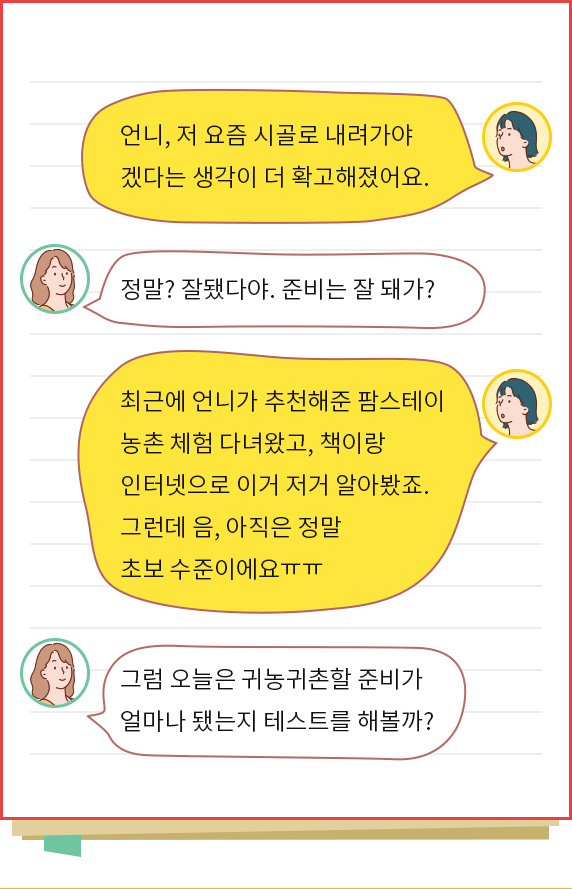 언니, 저 요즘 시골로 내려가야
겠다는 생각이 더 확고해졌어요.
정말? 잘됐다야. 준비는 잘 돼가?
최근에 언니가 추천해준 팜스테이
농촌 체험 다녀왔고, 책이랑
인터넷으로 이거 저거 알아봤죠.
그런데 음, 아직은 정말
초보 수준이에요ㅠㅠ
그럼 오늘은 귀농귀촌할 준비가
얼마나 됐는지 테스트를 해볼까?